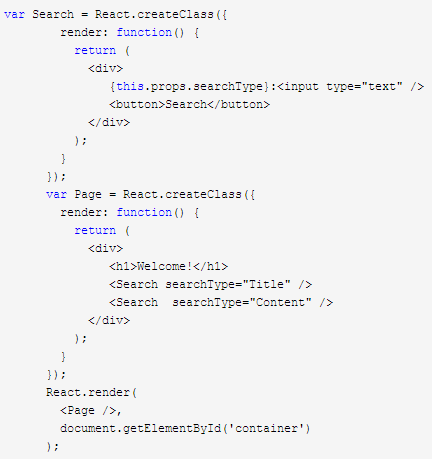 var Search = React.createClass({
        render: function() {
          return (
            <div>
               {this.props.searchType}:<input type="text" />
               <button>Search</button>
            </div>
          );
        }
      });
      var Page = React.createClass({
        render: function() {
          return (
            <div>
               <h1>Welcome!</h1>
               <Search searchType="Title" />
               <Search  searchType="Content" />
            </div>
          );
        }
      });
      React.render(
        <Page />,
        document.getElementById('container')
      );